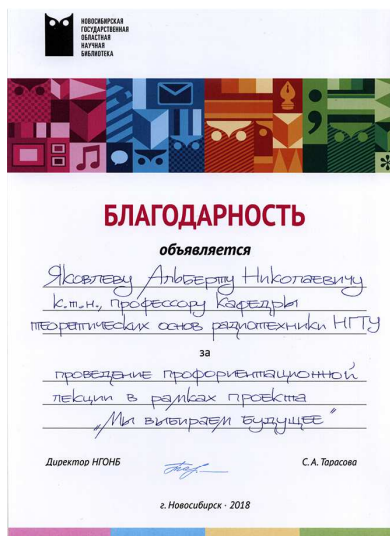 НОВОСИБИРСКАЯ
ГОСУДАРСТВЕННАЯ
ОБЛАСТНАЯ
НАУЧНАЯ
БИБЛИОТЕКА
БЛАГОДАРНОСТЬ
объявляется
Яковлеву Альберту Николаевичу
к.т.н., профессору кафедры
теоретических основ радиотехники НГТУ
за
проведение профориентационной
лекции в рамках проекта
„Мы выбираем будущее"
Директор НГОНБ С.А. Тарасова
г. Новосибирск · 2018